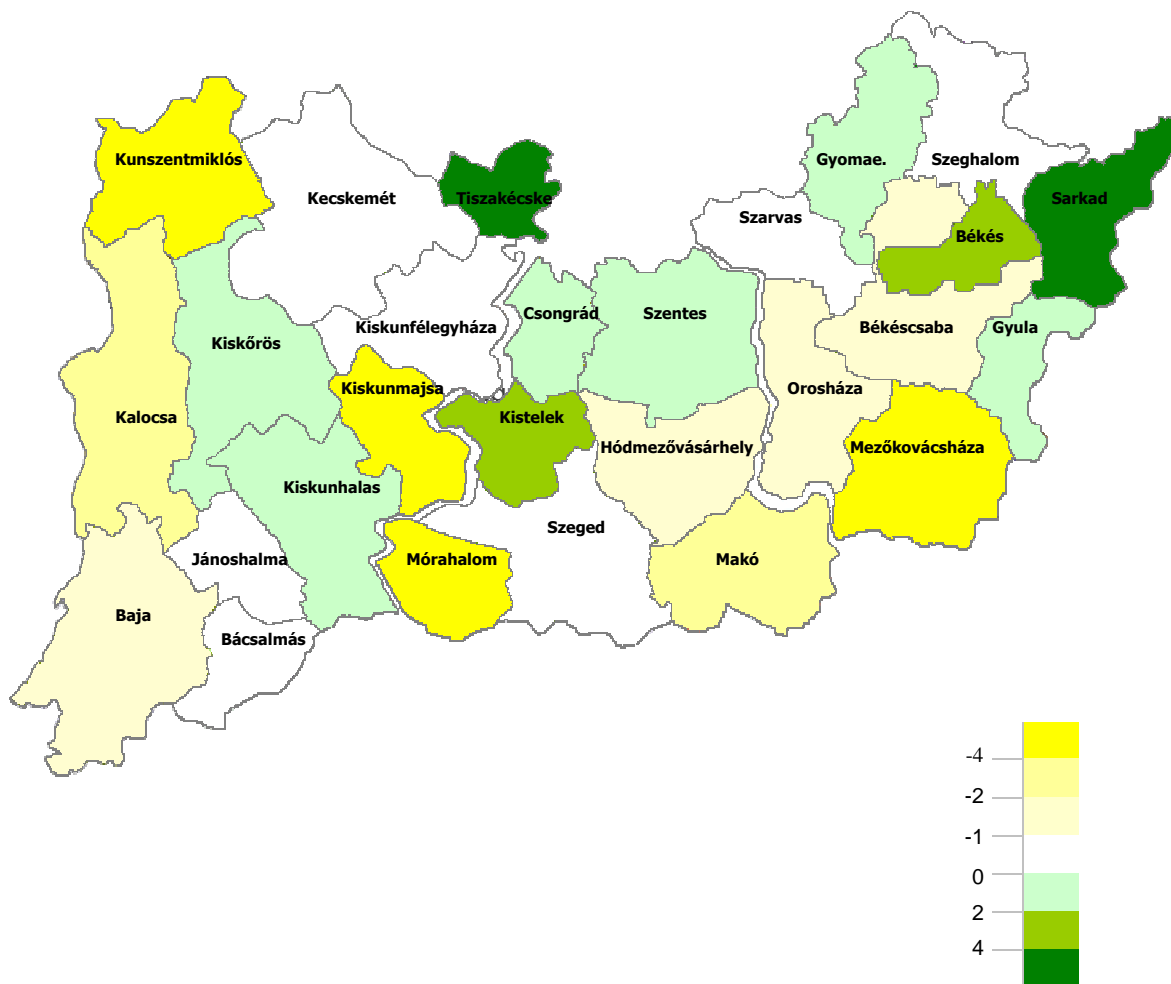 Kunszentmiklós
Kecskemét
Tiszakécske
Gyomae.
Szeghalom
Sarkad
Szarvas
Békés
Kiskőrös
Kiskunfélegyháza
Csongrád
Szentes
Békéscsaba
Gyula
Kalocsa
Kiskunmajsa
Kistelek
Orosháza
Hódmezővásárhely
Mezőkovácsháza
Kiskunhalas
Szeged
Jánoshalma
Mórahalom
Makó
Baja
Bácsalmás
-4
-2
-1
0
2
4